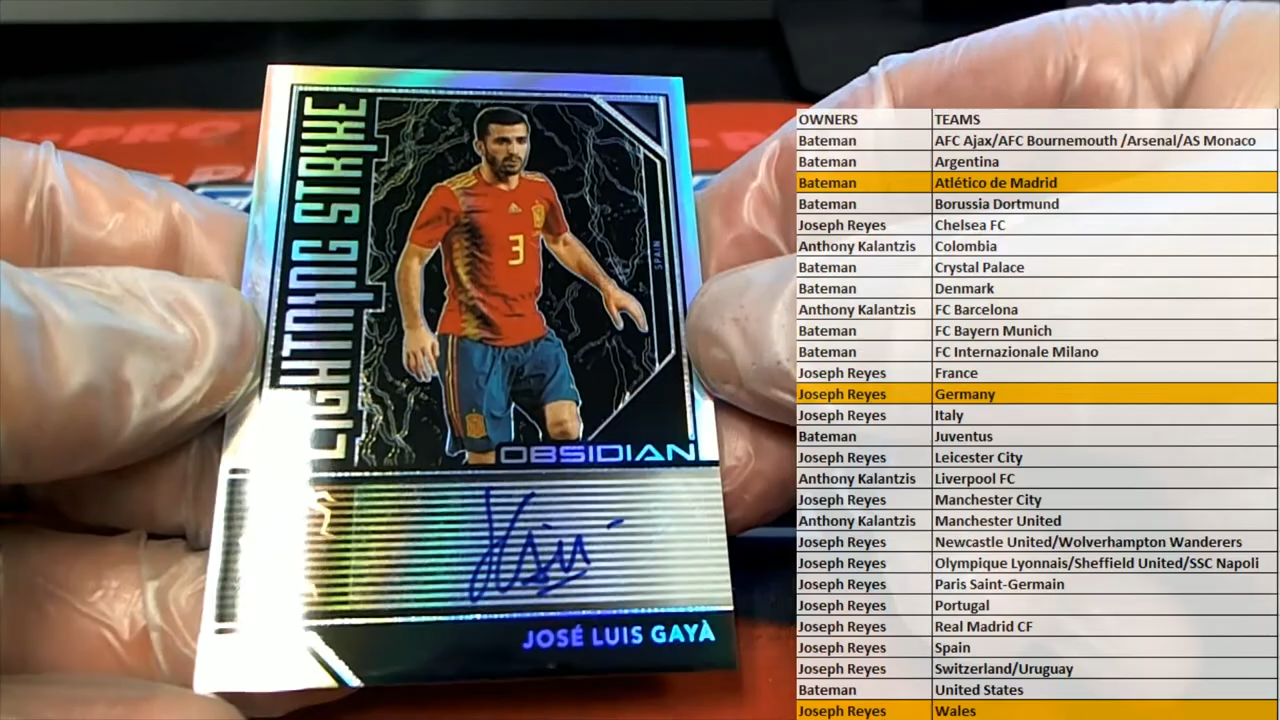 LIGHTNING STRIKE
3
SPAIN
OBSIDIAN
JOSÉ LUIS GAYÀ
OWNERS TEAMS
Bateman AFC Ajax/AFC Bournemouth /Arsenal/AS Monaco
Bateman Argentina
Bateman Atlético de Madrid
Bateman Borussia Dortmund
Joseph Reyes Chelsea FC
Anthony Kalantzis Colombia
Bateman Crystal Palace
Bateman Denmark
Anthony Kalantzis FC Barcelona
Bateman FC Bayern Munich
Bateman FC Internazionale Milano
Joseph Reyes France
Joseph Reyes Germany
Joseph Reyes Italy
Bateman Juventus
Joseph Reyes Leicester City
Anthony Kalantzis Liverpool FC
Joseph Reyes Manchester City
Anthony Kalantzis Manchester United
Joseph Reyes Newcastle United/Wolverhampton Wanderers
Joseph Reyes Olympique Lyonnais/Sheffield United/SSC Napoli
Joseph Reyes Paris Saint-Germain
Joseph Reyes Portugal
Joseph Reyes Real Madrid CF
Joseph Reyes Spain
Joseph Reyes Switzerland/Uruguay
Bateman United States
Joseph Reyes Wales